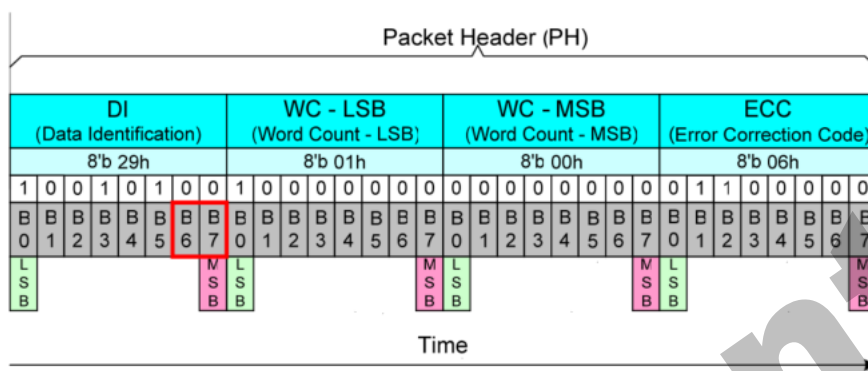 Packet Header (PH)
DI WC - LSB WC - MSB ECC
(Data Identification) (Word Count - LSB) (Word Count - MSB) (Error Correction Code)
8'b 29h 8'b 01h 8'b 00h 8'b 06h
1 0 0 1 0 1 0 0 1 0 0 0 0 0 0 0 0 0 0 0 0 0 0 0 0 1 1 0 0 0 0 0
B B B B B B B B B B B B B B B B B B B B B B B B B B B B B B B B
0 1 2 3 4 5 6 7 0 1 2 3 4 5 6 7 0 1 2 3 4 5 6 7 0 1 2 3 4 5 6 7
L M L M L M L M
S S S S S S S S
B B B B B B B B
Time